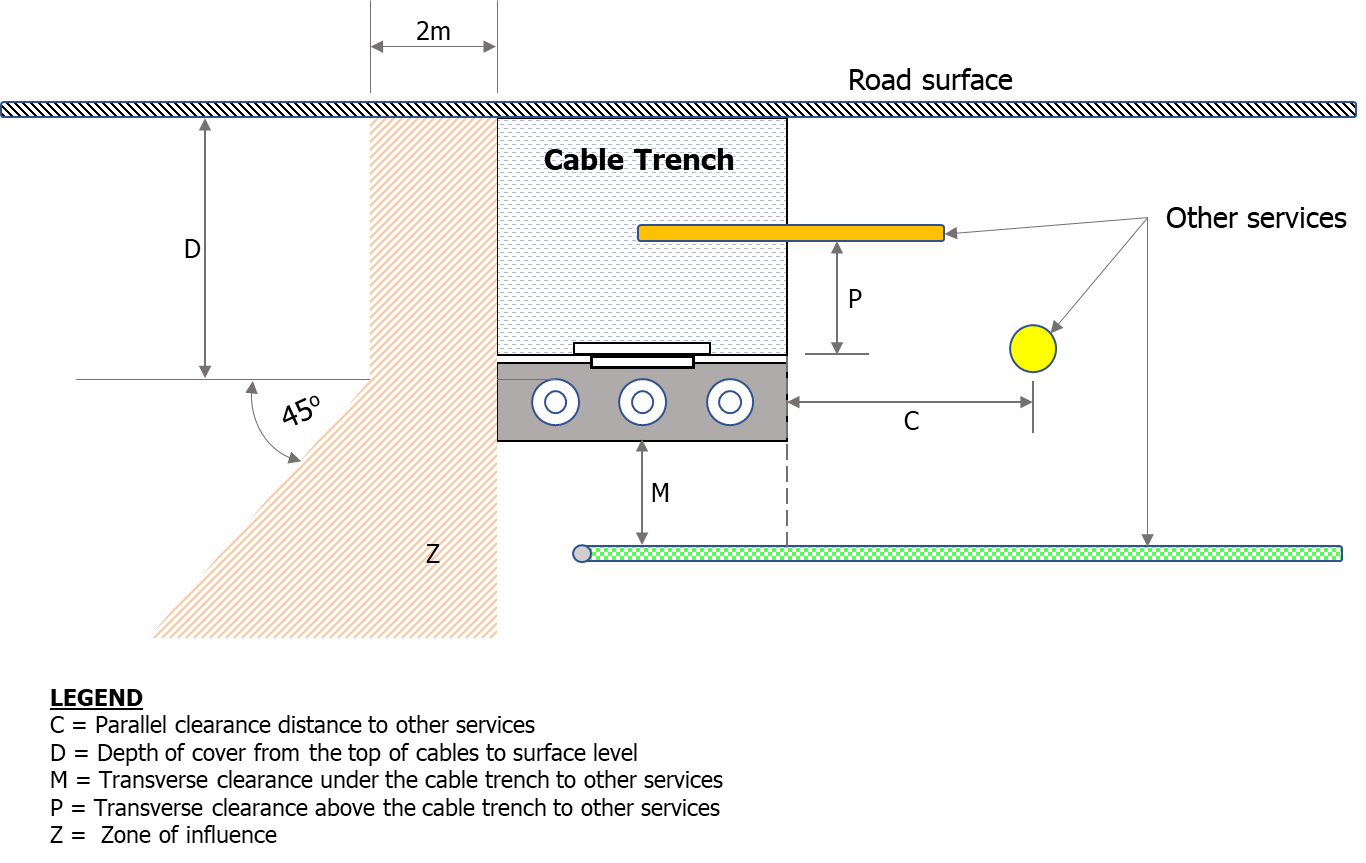 2m
Road surface
Cable Trench
Other services
D
P
45º
C
M
Z
LEGEND
C = Parallel clearance distance to other services
D = Depth of cover from the top of cables to surface level
M = Transverse clearance under the cable trench to other services
P = Transverse clearance above the cable trench to other services
Z = Zone of influence